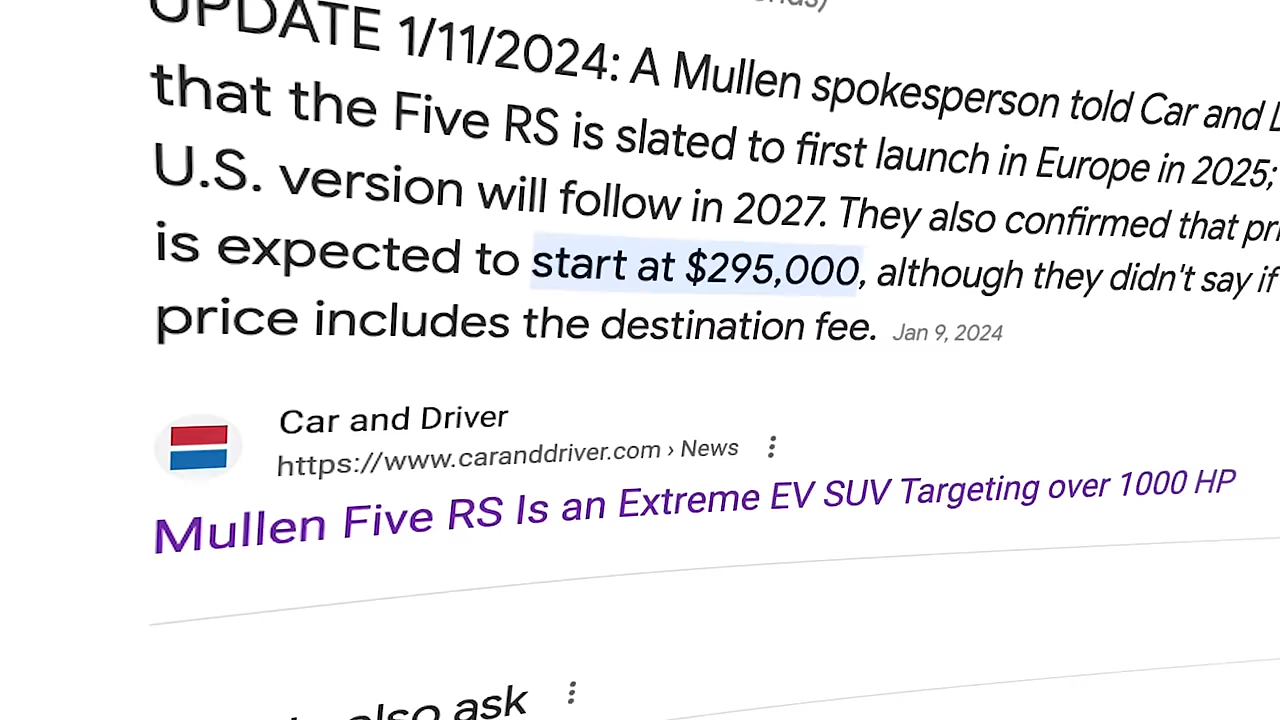 UPDATE 1/11/2024: A Mullen spokesperson told Car and
that the Five RS is slated to first launch in Europe in 2025;
U.S. version will follow in 2027. They also confirmed that
is expected to start at $295,000, although they didn't say if
price includes the destination fee. Jan 9, 2024
Car and Driver
https://www.caranddriver.com › News
Mullen Five RS Is an Extreme EV SUV Targeting over 1000 HP
also ask